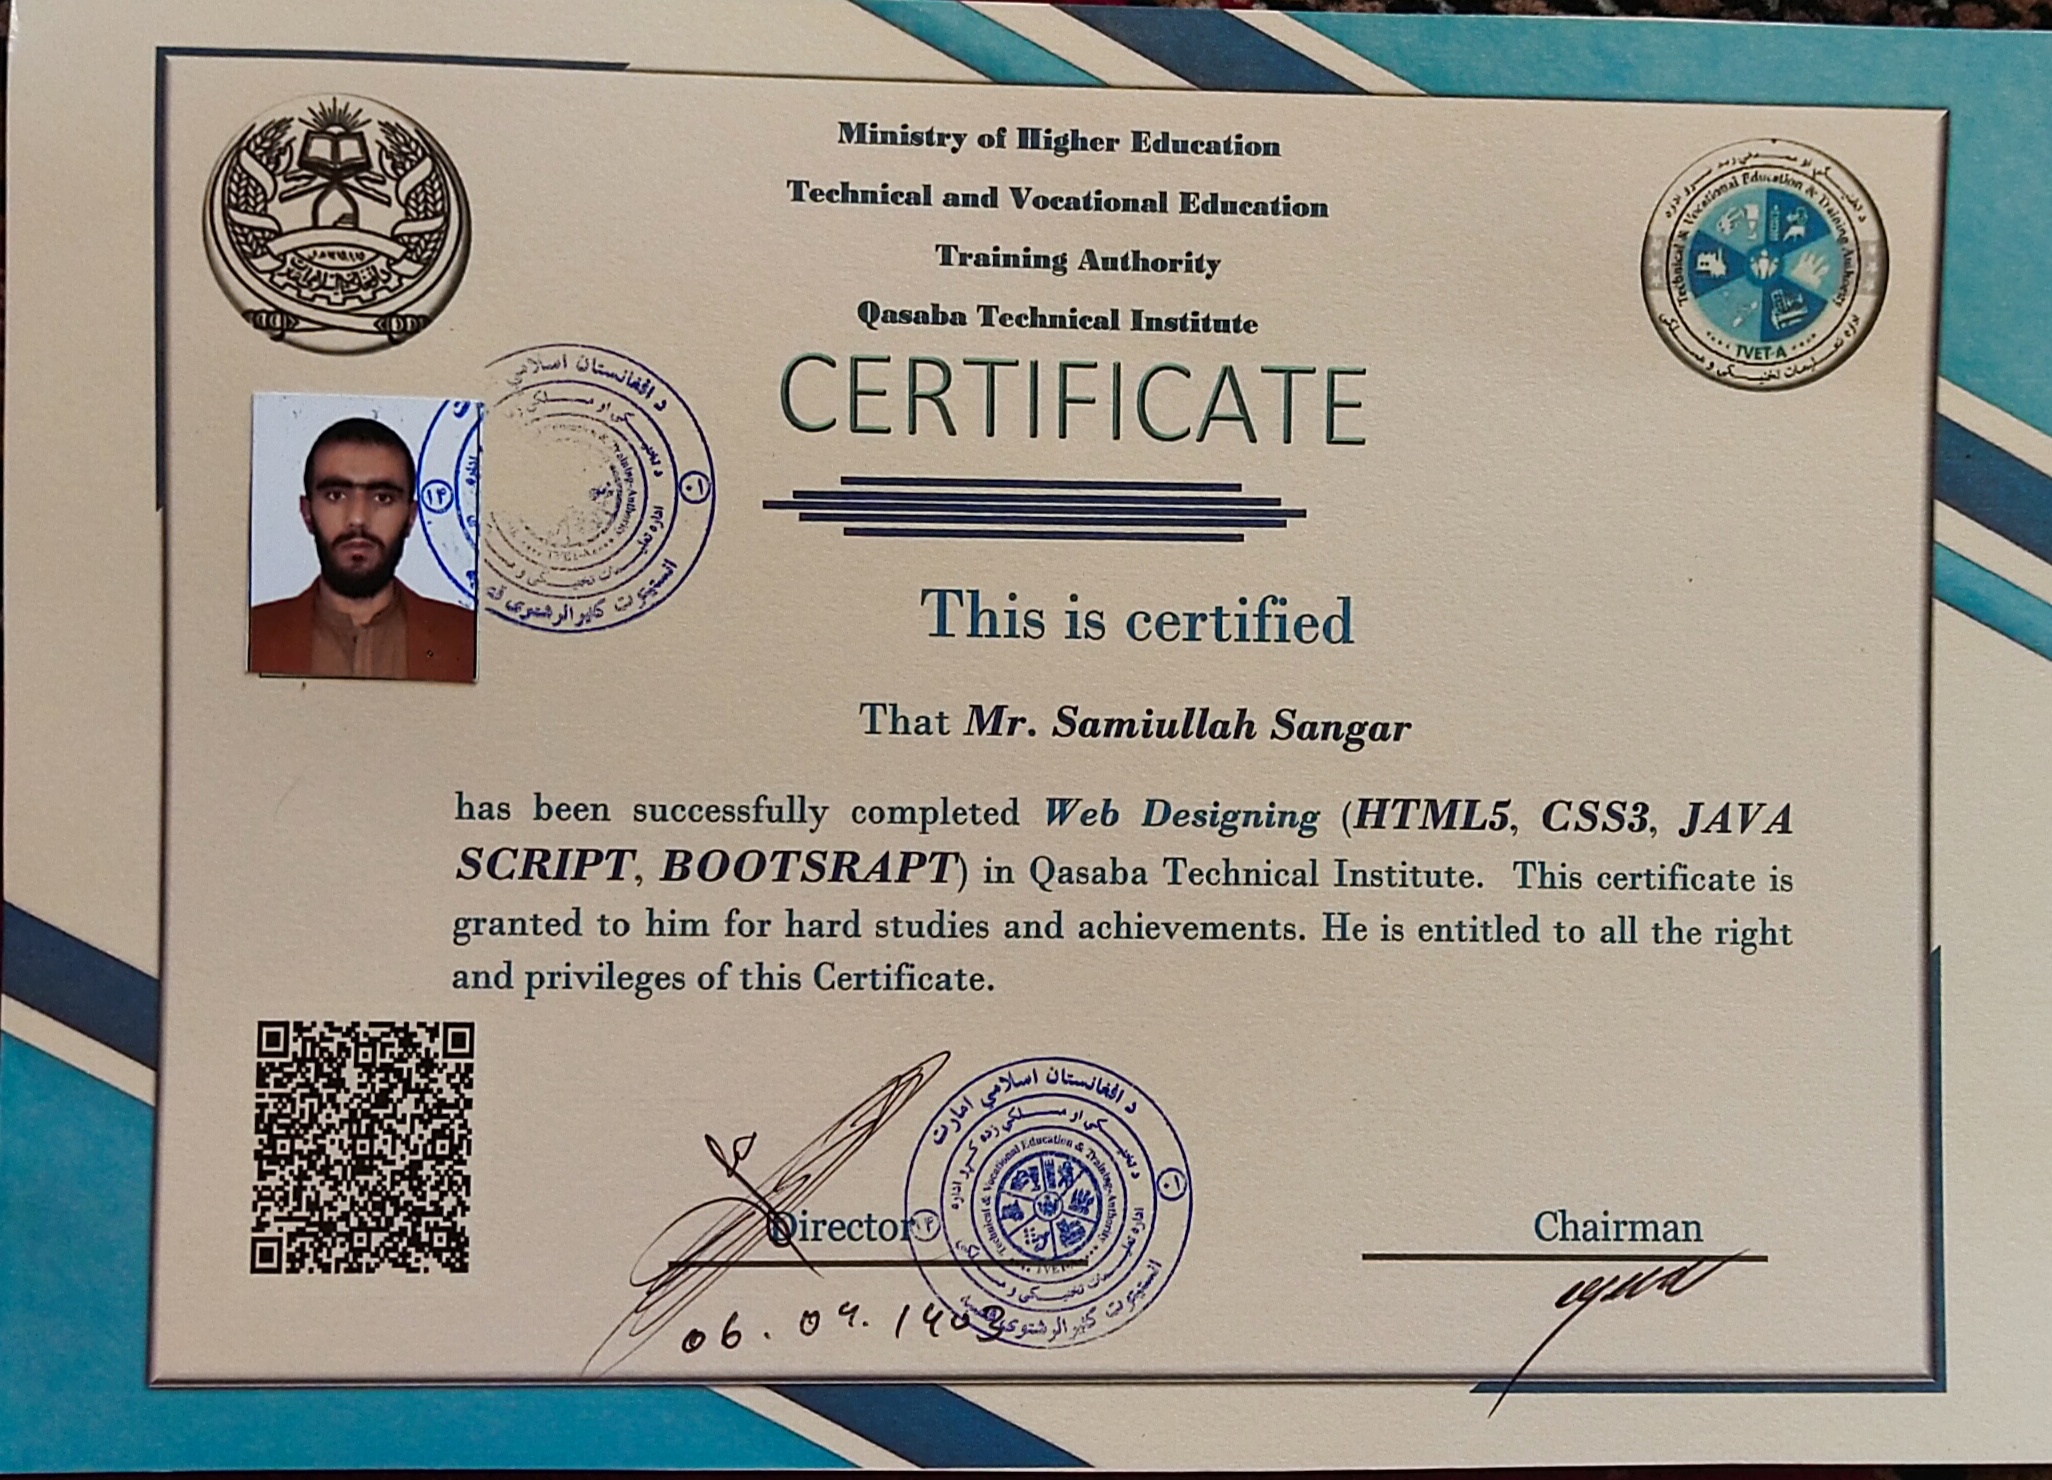 Ministry of Higher Education
Technical and Vocational Education
Training Authority
Qasaba Technical Institute
CERTIFICATE
Technical & Vocational Education & Training Authority
TVET-A
د افغانستان اسلامي
This is certified
That Mr. Samiullah Sangar
has been successfully completed Web Designing (HTML5, CSS3, JAVA
SCRIPT, BOOTSRAPT) in Qasaba Technical Institute. This certificate is
granted to him for hard studies and achievements. He is entitled to all the right
and privileges of this Certificate.
د افغانستان اسلامي امارت
Technical & Vocational Education & Training Authority
Director
Chairman
06.04.1403